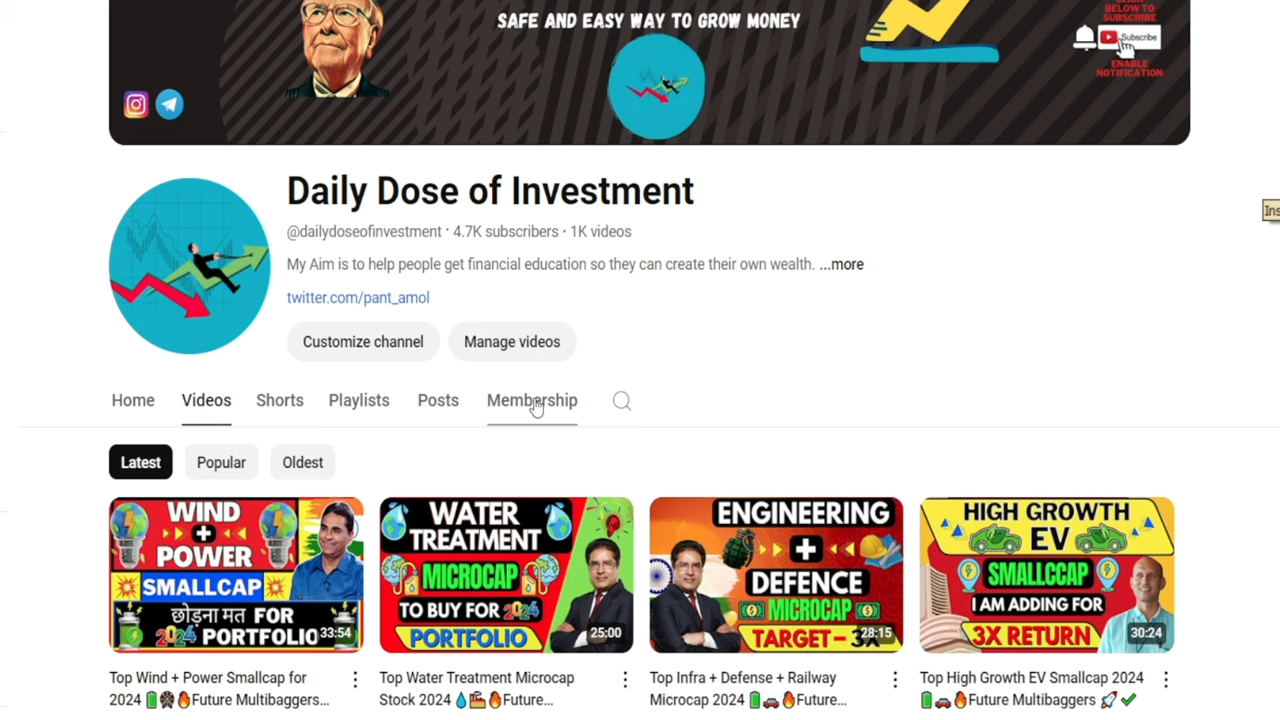 SAFE AND EASY WAY TO GROW MONEY
BELOW TO
SUBSCRIBE
Subscribe
ENABLE
NOTIFICATION
Daily Dose of Investment
@dailydoseofinvestment · 4.7K subscribers · 1K videos
My Aim is to help people get financial education so they can create their own wealth. ...more
twitter.com/pant_amol
Customize channel Manage videos
Ins
Home Videos Shorts Playlists Posts Membership
Latest Popular Oldest
WIND
+
POWER
SMALLCAP
छोड़ना मत FOR
2024 PORTFOLIO
33:54
WATER
TREATMENT
MICROCAP
TO BUY FOR 2024
PORTFOLIO
25:00
ENGINEERING
+
DEFENCE
MICROCAP
TARGET - 3X
28:15
HIGH GROWTH
EV
SMALLCCAP
I AM ADDING FOR
3X RETURN
30:24
Top Wind + Power Smallcap for
2024 🔋🛞🔥Future Multibaggers...
Top Water Treatment Microcap
Stock 2024 💧🏭🔥Future...
Top Infra + Defense + Railway
Microcap 2024 🔋🚗🔥Future...
Top High Growth EV Smallcap 2024
🔋🚗🔥Future Multibaggers 🚀✔